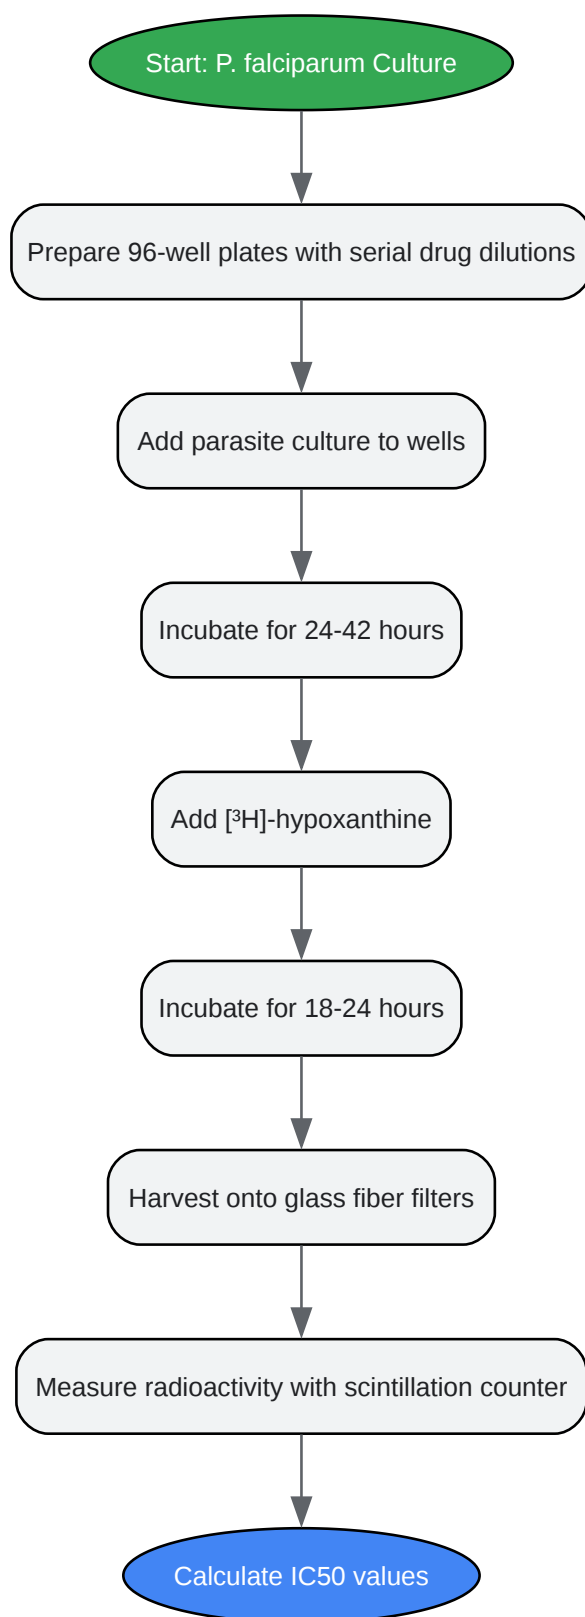 Start: P. falciparum Culture
Prepare 96-well plates with serial drug dilutions
Add parasite culture to wells
Incubate for 24-42 hours
Add [³H]-hypoxanthine
Incubate for 18-24 hours
Harvest onto glass fiber filters
Measure radioactivity with scintillation counter
Calculate IC50 values